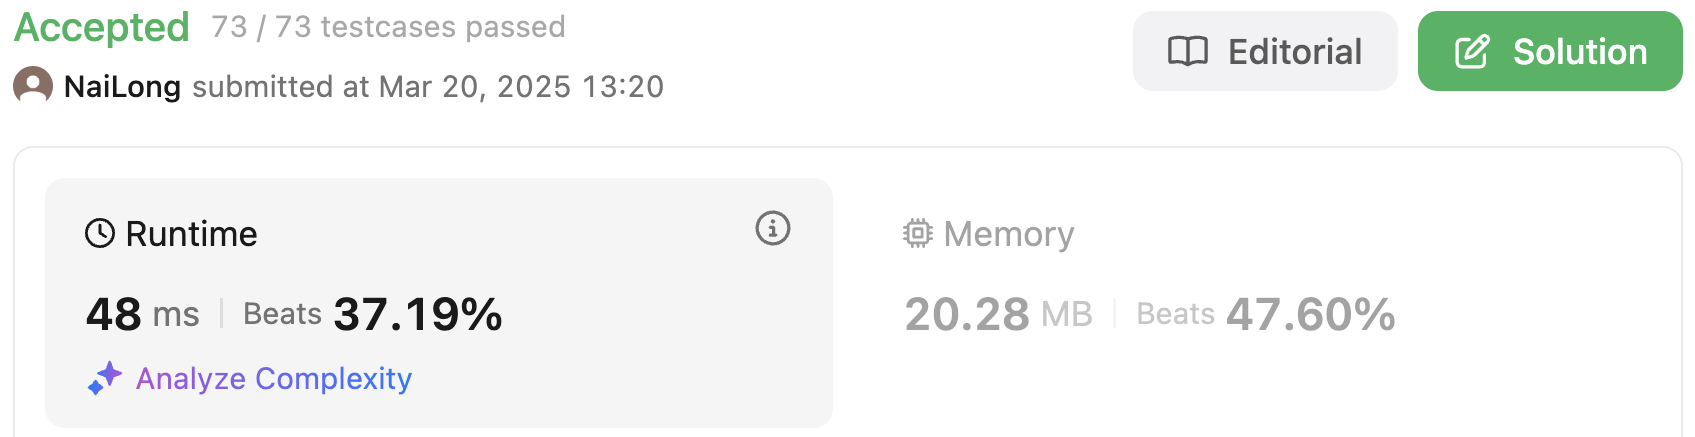 Accepted 73 / 73 testcases passed
NaiLong submitted at Mar 20, 2025 13:20
Editorial
Solution
Runtime
48 ms Beats 37.19%
Analyze Complexity
Memory
20.28 MB Beats 47.60%